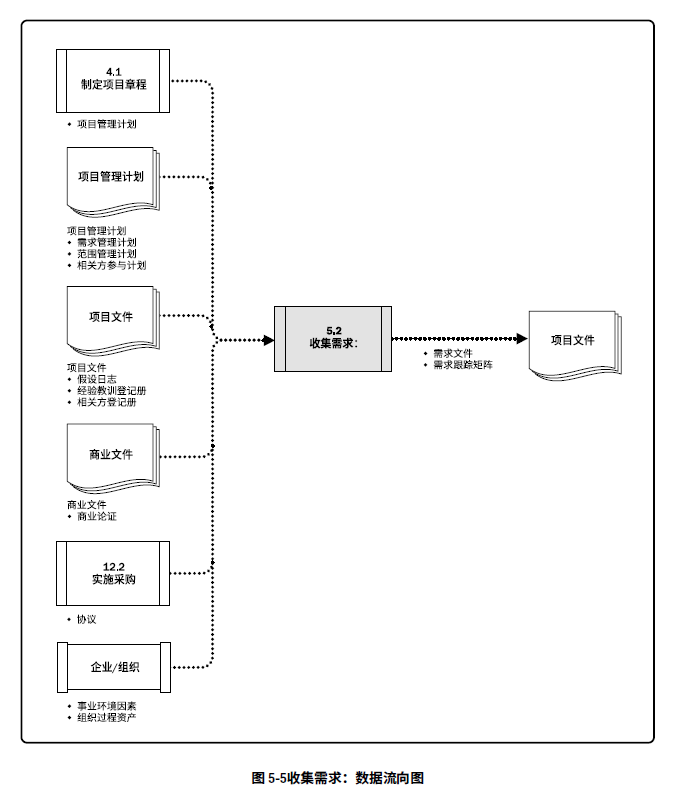 4.1
制定项目章程
• 项目管理计划
项目管理计划
项目管理计划
• 需求管理计划
• 范围管理计划
• 相关方参与计划
项目文件
项目文件
• 假设日志
• 经验教训登记册
• 相关方登记册
商业文件
商业文件
• 商业论证
12.2
实施采购
• 协议
企业/组织
• 事业环境因素
• 组织过程资产
5.2
收集需求：
• 需求文件
• 需求跟踪矩阵
项目文件
图 5-5收集需求：数据流向图